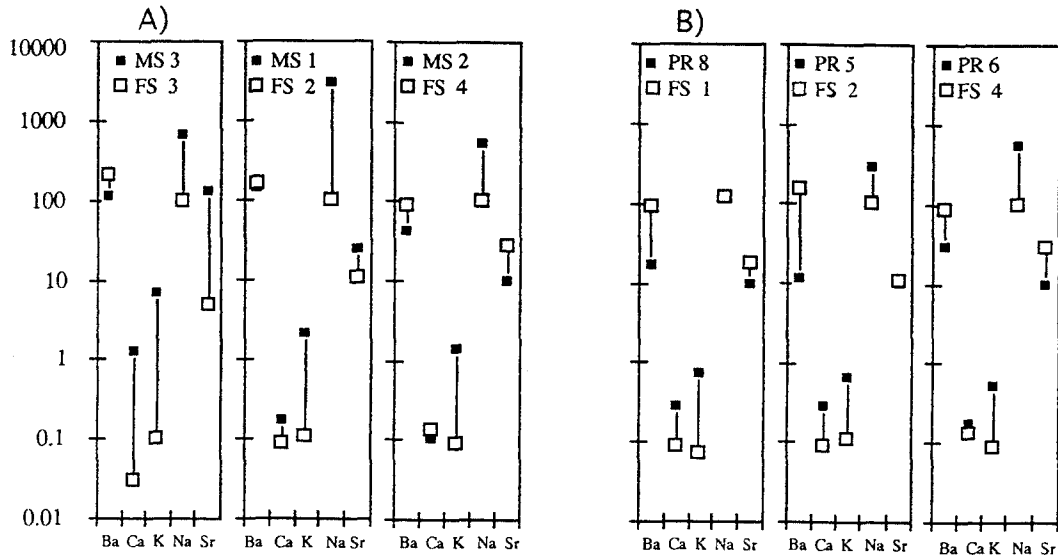 A)
B)
10000
1000
100
10
1
0.1
0.01
MS 3
FS 3
MS 1
FS 2
MS 2
FS 4
PR 8
FS 1
PR 5
FS 2
PR 6
FS 4
Ba Ca K Na Sr
Ba Ca K Na Sr
Ba Ca K Na Sr
Ba Ca K Na Sr
Ba Ca K Na Sr
Ba Ca K Na Sr